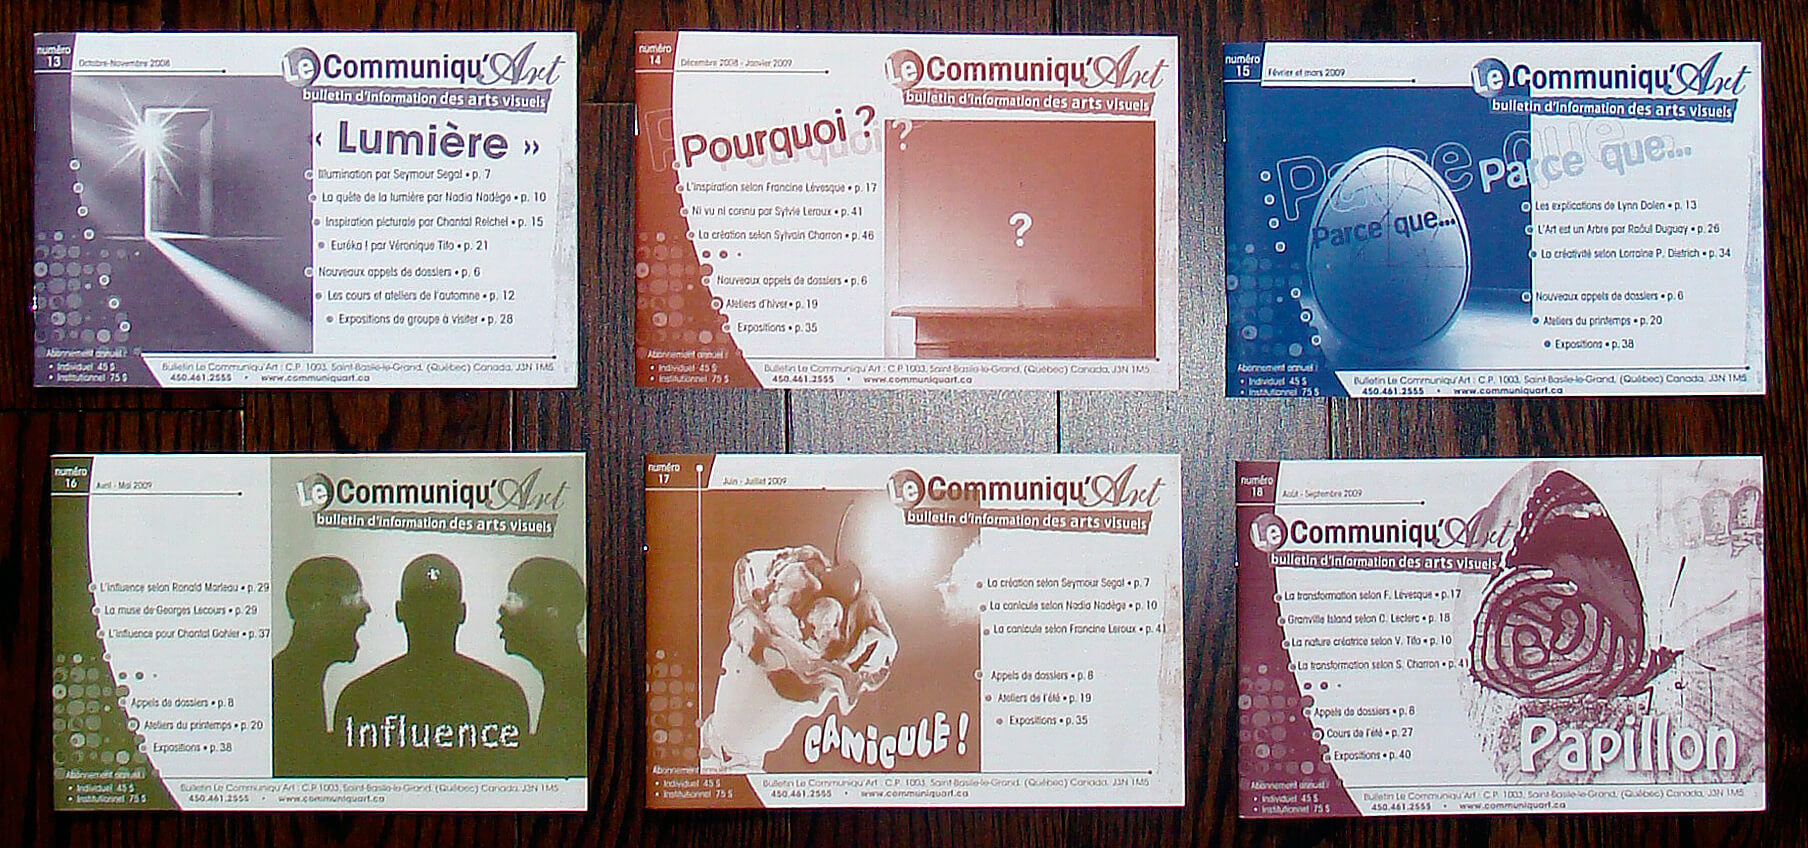 numéro
13
Octobre-Novembre 2008
Le Communiqu'Art
bulletin d'information des arts visuels
« Lumière »
Illumination par Seymour Segal • p. 7
La quête de la lumière par Nadia Nadège • p. 10
Inspiration picturale par Chantal Reichel • p. 15
Euréka ! par Véronique Tito • p. 21
Nouveaux appels de dossiers • p. 6
Les cours et ateliers de l'automne • p. 12
Expositions de groupe à visiter • p. 28
Abonnement annuel :
• Individuel 45 $
• Institutionnel 75 $
Bulletin Le Communiqu'Art : C.P. 1003, Saint-Basile-le-Grand, (Québec) Canada, J3N 1M5
450.461.2555 • www.communiquart.ca
numéro
14
Décembre 2008 - Janvier 2009
Le Communiqu'Art
bulletin d'information des arts visuels
Pourquoi ?
Pourquoi ?
L'inspiration selon Francine Lévesque • p. 17
Ni vu ni connu par Sylvie Leroux • p. 41
La création selon Sylvain Charron • p. 46
Nouveaux appels de dossiers • p. 6
Ateliers d'hiver • p. 19
Expositions • p. 35
?
Abonnement annuel :
• Individuel 45 $
• Institutionnel 75 $
Bulletin Le Communiqu'Art : C.P. 1003, Saint-Basile-le-Grand, (Québec) Canada, J3N 1M5
450.461.2555 • www.communiquart.ca
numéro
15
Février et mars 2009
Le Communiqu'Art
bulletin d'information des arts visuels
Parce que
Parce que...
Parce que...
Les explications de Lynn Dolen • p. 13
L'Art est un Arbre par Raôul Duguay • p. 26
La créativité selon Lorraine P. Dietrich • p. 34
Nouveaux appels de dossiers • p. 6
Ateliers du printemps • p. 20
Expositions • p. 38
Abonnement annuel :
• Individuel 45 $
• Institutionnel 75 $
Bulletin Le Communiqu'Art : C.P. 1003, Saint-Basile-le-Grand, (Québec) Canada, J3N 1M5
450.461.2555 • www.communiquart.ca
numéro
16
Avril - Mai 2009
Le Communiqu'Art
bulletin d'information des arts visuels
L'influence selon Ronald Marleau • p. 29
La muse de Georges Lecours • p. 29
L'influence pour Chantal Gohier • p. 37
Appels de dossiers • p. 8
Ateliers du printemps • p. 20
Expositions • p. 38
Influence
Abonnement annuel :
• Individuel 45 $
• Institutionnel 75 $
Bulletin Le Communiqu'Art : C.P. 1003, Saint-Basile-le-Grand, (Québec) Canada, J3N 1M5
450.461.2555 • www.communiquart.ca
numéro
17
Juin - Juillet 2009
Le Communiqu'Art
bulletin d'information des arts visuels
La création selon Seymour Segal • p. 7
La canicule selon Nadia Nadège • p. 10
La canicule selon Francine Leroux • p. 41
Appels de dossiers • p. 8
Ateliers de l'été • p. 19
Expositions • p. 35
CANICULE !
Abonnement annuel :
• Individuel 45 $
• Institutionnel 75 $
Bulletin Le Communiqu'Art : C.P. 1003, Saint-Basile-le-Grand, (Québec) Canada, J3N 1M5
450.461.2555 • www.communiquart.ca
numéro
18
Août - Septembre 2009
Le Communiqu'Art
bulletin d'information des arts visuels
La transformation selon F. Lévesque • p. 17
Granville Island selon C. Leclerc • p. 18
La nature créatrice selon V. Tito • p. 10
La transformation selon S. Charron • p. 41
Appels de dossiers • p. 8
Cours de l'été • p. 27
Expositions • p. 40
Papillon
Abonnement annuel :
• Individuel 45 $
• Institutionnel 75 $
Bulletin Le Communiqu'Art : C.P. 1003, Saint-Basile-le-Grand, (Québec) Canada, J3N 1M5
450.461.2555 • www.communiquart.ca